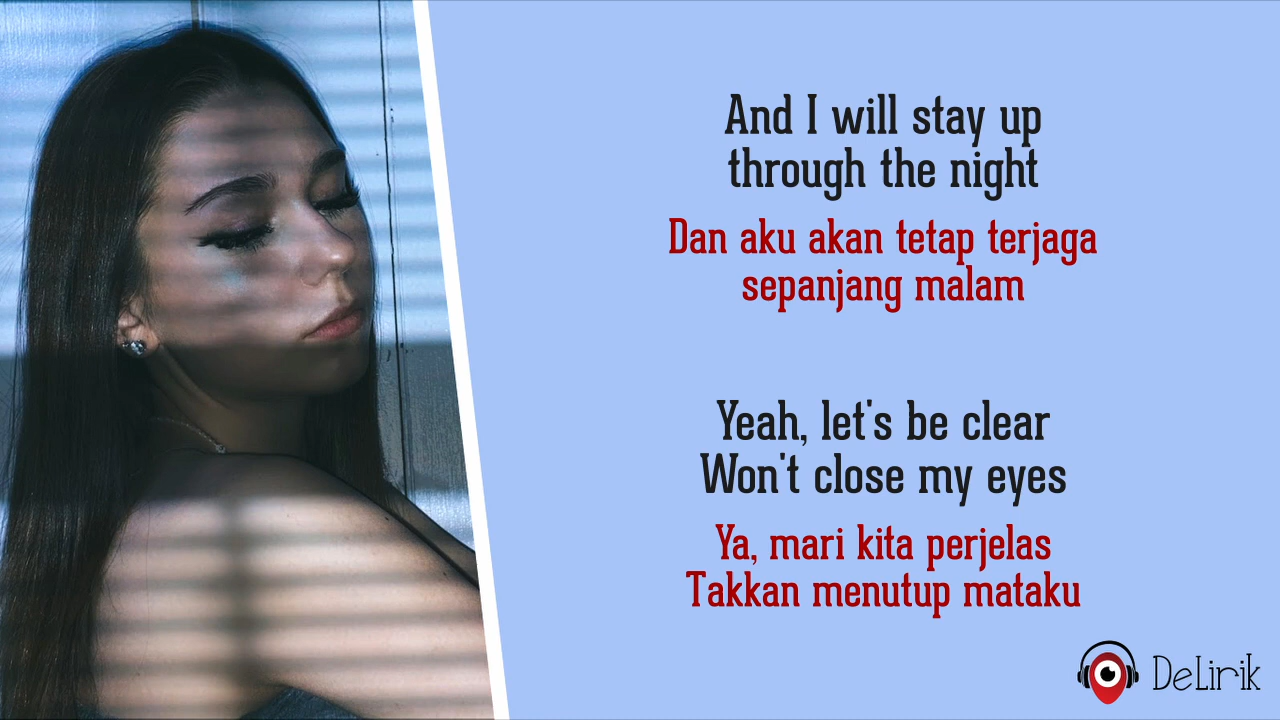 And I will stay up
through the night
Dan aku akan tetap terjaga
sepanjang malam
Yeah, let's be clear
Won't close my eyes
Ya, mari kita perjelas
Takkan menutup mataku
DeLirik